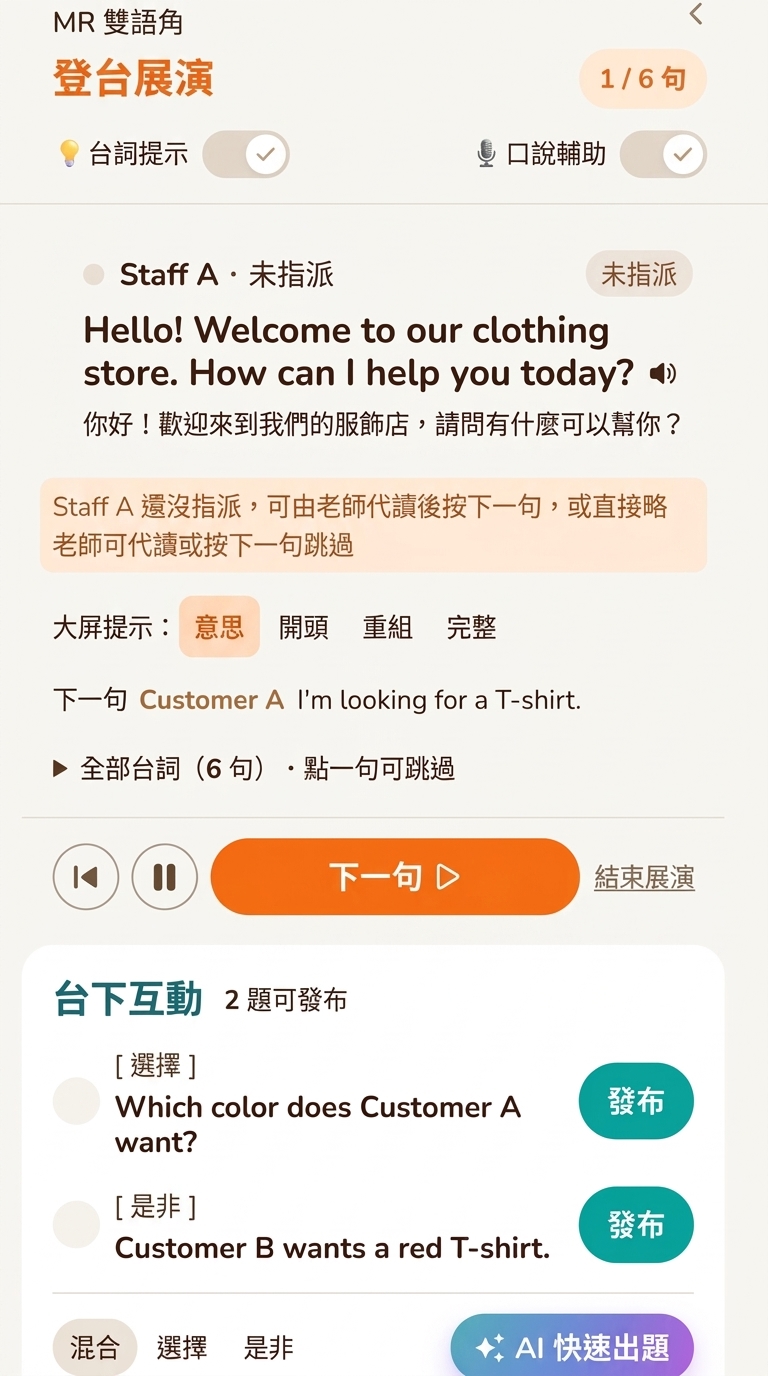 MR 雙語角
登台展演
1 / 6 句
台詞提示
口說輔助
Staff A · 未指派
未指派
Hello! Welcome to our clothing
store. How can I help you today?
你好！歡迎來到我們的服飾店，請問有什麼可以幫你？
Staff A 還沒指派，可由老師代讀後按下一句，或直接略
老師可代讀或按下一句跳過
大屏提示： 意思 開頭 重組 完整
下一句 Customer A I'm looking for a T-shirt.
▶ 全部台詞（6 句）・點一句可跳過
下一句
結束展演
台下互動 2 題可發布
[ 選擇 ]
Which color does Customer A
want?
發布
[ 是非 ]
Customer B wants a red T-shirt.
發布
混合 選擇 是非
AI 快速出題